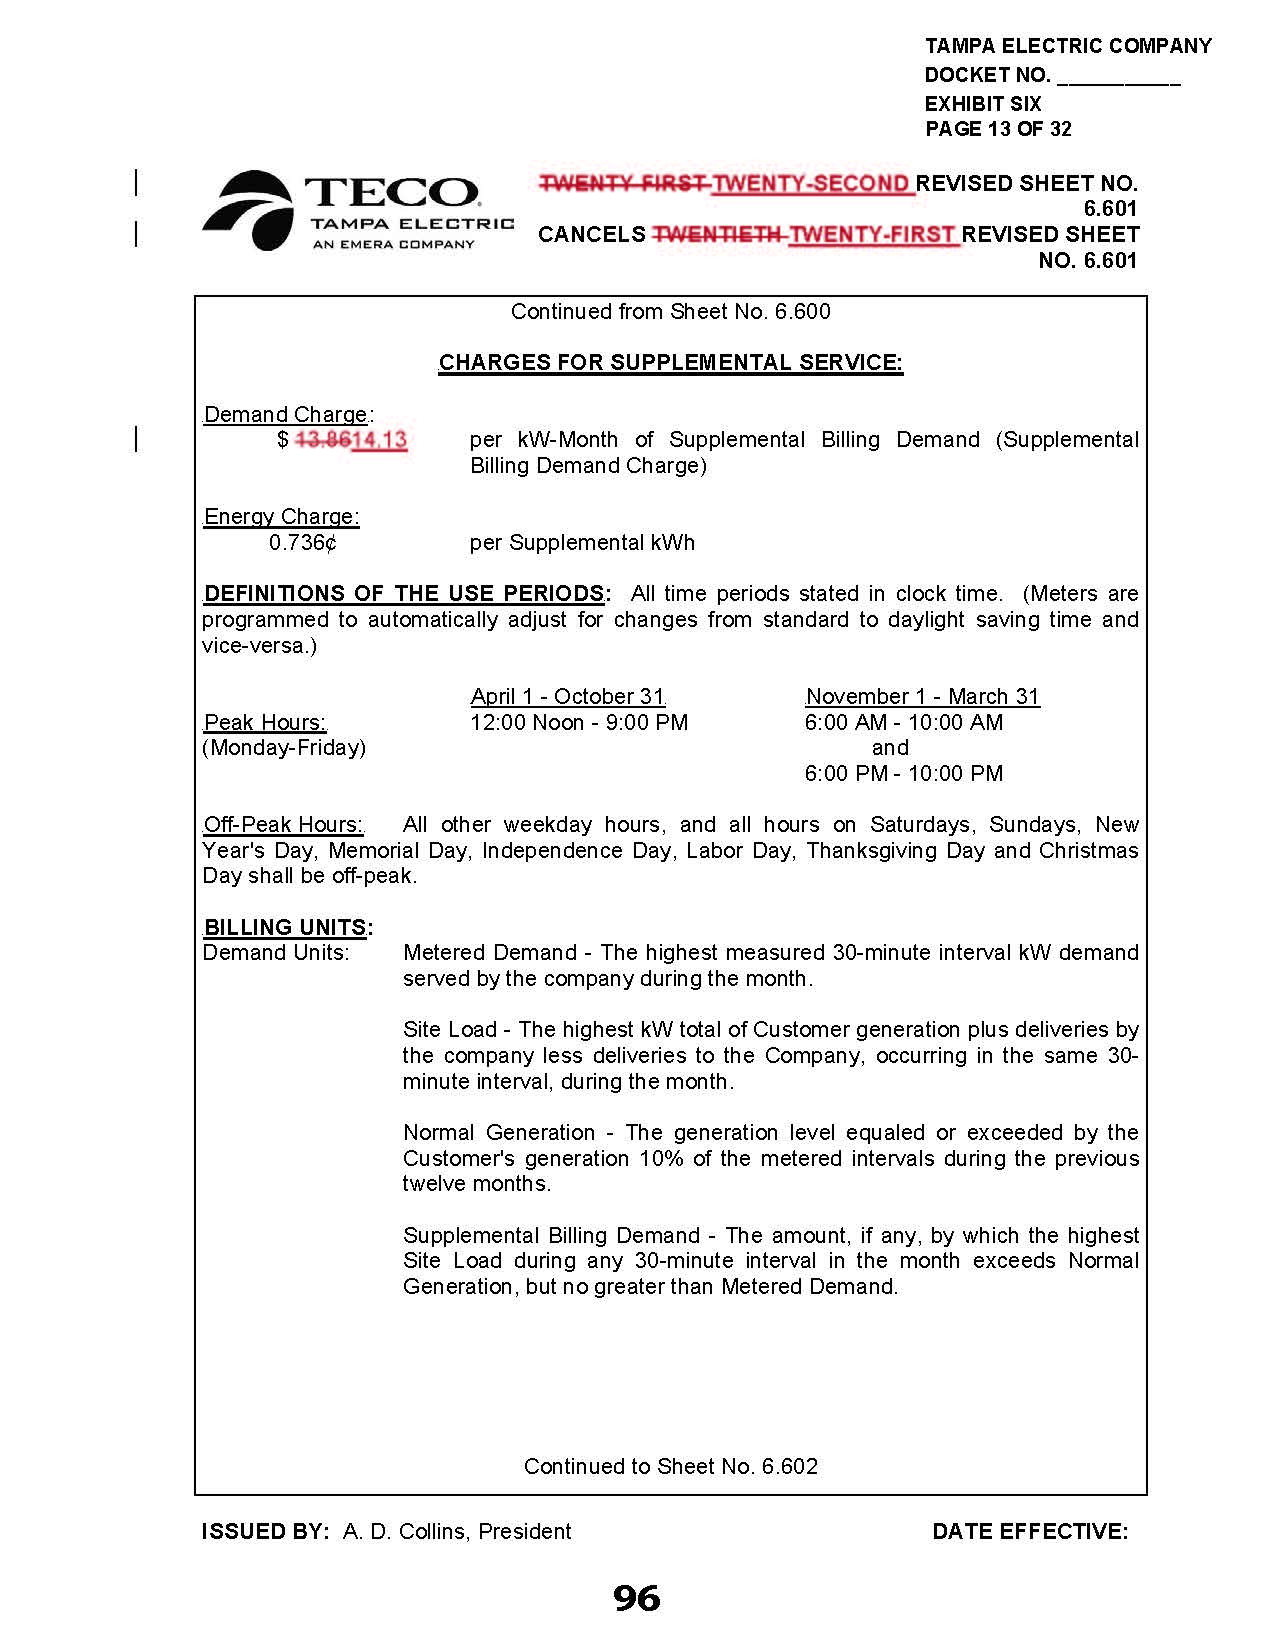 TAMPA ELECTRIC COMPANY
DOCKET NO. ___________
EXHIBIT SIX
PAGE 13 OF 32
TECO.
TAMPA ELECTRIC
AN EMERA COMPANY
TWENTY FIRST TWENTY-SECOND REVISED SHEET NO.
6.601
CANCELS TWENTIETH TWENTY-FIRST REVISED SHEET
NO. 6.601
Continued from Sheet No. 6.600
CHARGES FOR SUPPLEMENTAL SERVICE:
Demand Charge:
$ 13.8614.13 per kW-Month of Supplemental Billing Demand (Supplemental
Billing Demand Charge)
Energy Charge:
0.736¢ per Supplemental kWh
DEFINITIONS OF THE USE PERIODS: All time periods stated in clock time. (Meters are
programmed to automatically adjust for changes from standard to daylight saving time and
vice-versa.)
April 1 - October 31 November 1 - March 31
Peak Hours: 12:00 Noon - 9:00 PM 6:00 AM - 10:00 AM
(Monday-Friday) and
6:00 PM - 10:00 PM
Off-Peak Hours: All other weekday hours, and all hours on Saturdays, Sundays, New
Year's Day, Memorial Day, Independence Day, Labor Day, Thanksgiving Day and Christmas
Day shall be off-peak.
BILLING UNITS:
Demand Units: Metered Demand - The highest measured 30-minute interval kW demand
served by the company during the month.
Site Load - The highest kW total of Customer generation plus deliveries by
the company less deliveries to the Company, occurring in the same 30-
minute interval, during the month.
Normal Generation - The generation level equaled or exceeded by the
Customer's generation 10% of the metered intervals during the previous
twelve months.
Supplemental Billing Demand - The amount, if any, by which the highest
Site Load during any 30-minute interval in the month exceeds Normal
Generation, but no greater than Metered Demand.
Continued to Sheet No. 6.602
ISSUED BY: A. D. Collins, President DATE EFFECTIVE:
96